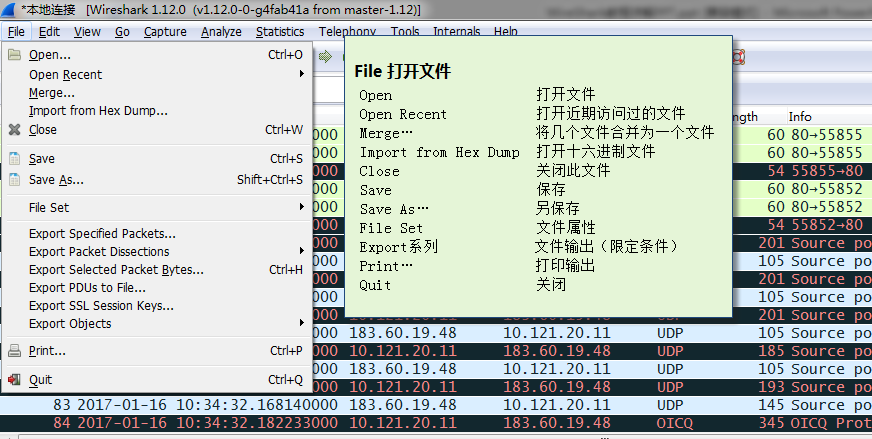 *本地连接 [Wireshark 1.12.0 (v1.12.0-0-g4fab41a from master-1.12)]
File Edit View Go Capture Analyze Statistics Telephony Tools Internals Help
Open... Ctrl+O
Open Recent
Merge...
Import from Hex Dump...
Close Ctrl+W
Save Ctrl+S
Save As... Shift+Ctrl+S
File Set
Export Specified Packets...
Export Packet Dissections
Export Selected Packet Bytes... Ctrl+H
Export PDUs to File...
Export SSL Session Keys...
Export Objects
Print... Ctrl+P
Quit Ctrl+Q
File 打开文件
Open 打开文件
Open Recent 打开近期访问过的文件
Merge… 将几个文件合并为一个文件
Import from Hex Dump 打开十六进制文件
Close 关闭此文件
Save 保存
Save As… 另保存
File Set 文件属性
Export系列 文件输出（限定条件）
Print… 打印输出
Quit 关闭
ngth Info
000 60 80→55855
000 60 80→55855
000 54 55855→80
000 60 80→55852
000 60 80→55852
000 54 55852→80
000 201 Source po
000 105 Source po
000 201 Source po
000 105 Source po
000 10.121.20.11 183.60.19.48 UDP 201 Source po
000 183.60.19.48 10.121.20.11 UDP 105 Source po
000 10.121.20.11 183.60.19.48 UDP 185 Source po
000 183.60.19.48 10.121.20.11 UDP 105 Source po
000 10.121.20.11 183.60.19.48 UDP 193 Source po
83 2017-01-16 10:34:32.168140000 183.60.19.48 10.121.20.11 UDP 145 Source po
84 2017-01-16 10:34:32.182233000 10.121.20.11 183.60.19.48 OICQ 345 OICQ Prot